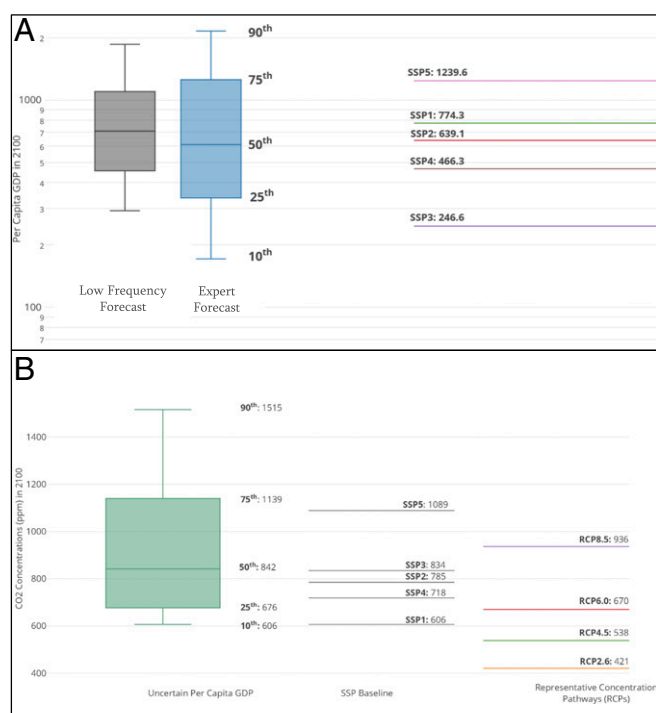 A
Per Capita GDP in 2100
2
1000
9
8
7
6
5
4
3
2
100
9
8
7
90th
75th
50th
25th
10th
Low Frequency
Forecast
Expert
Forecast
SSP5: 1239.6
SSP1: 774.3
SSP2: 639.1
SSP4: 466.3
SSP3: 246.6
B
CO2 Concentrations (ppm) in 2100
1400
1200
1000
800
600
400
90th: 1515
75th: 1139
50th: 842
25th: 676
10th: 606
SSP5: 1089
SSP3: 834
SSP2: 785
SSP4: 718
SSP1: 606
RCP8.5: 936
RCP6.0: 670
RCP4.5: 538
RCP2.6: 421
Uncertain Per Capita GDP
SSP Baseline
Representative Concentration
Pathways (RCPs)